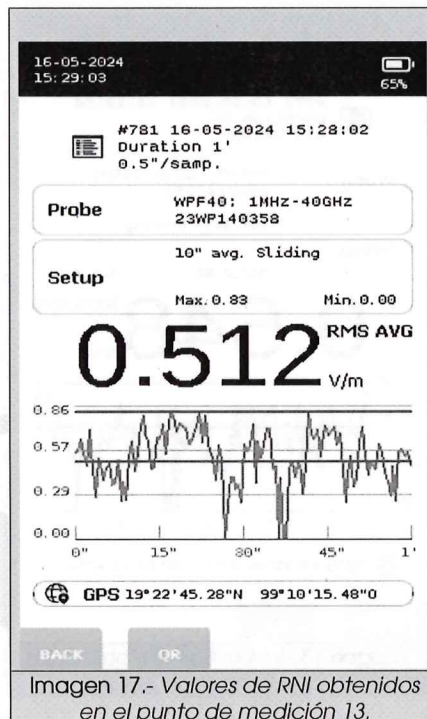 16-05-2024
15:29:03
65%
#781 16-05-2024 15:28:02
Duration 1'
0.5"/samp.
Probe
WPF40: 1MHz-40GHz
23WP140358
Setup
10" avg. Sliding
Max.0.83 Min.0.00
0.512 RMS AVG
V/m
0.86
0.57
0.29
0.00
0" 15" 30" 45" 1'
GPS 19°22'45.28"N 99°10'15.48"O
BACK QR
Imagen 17.- Valores de RNI obtenidos
en el punto de medición 13.